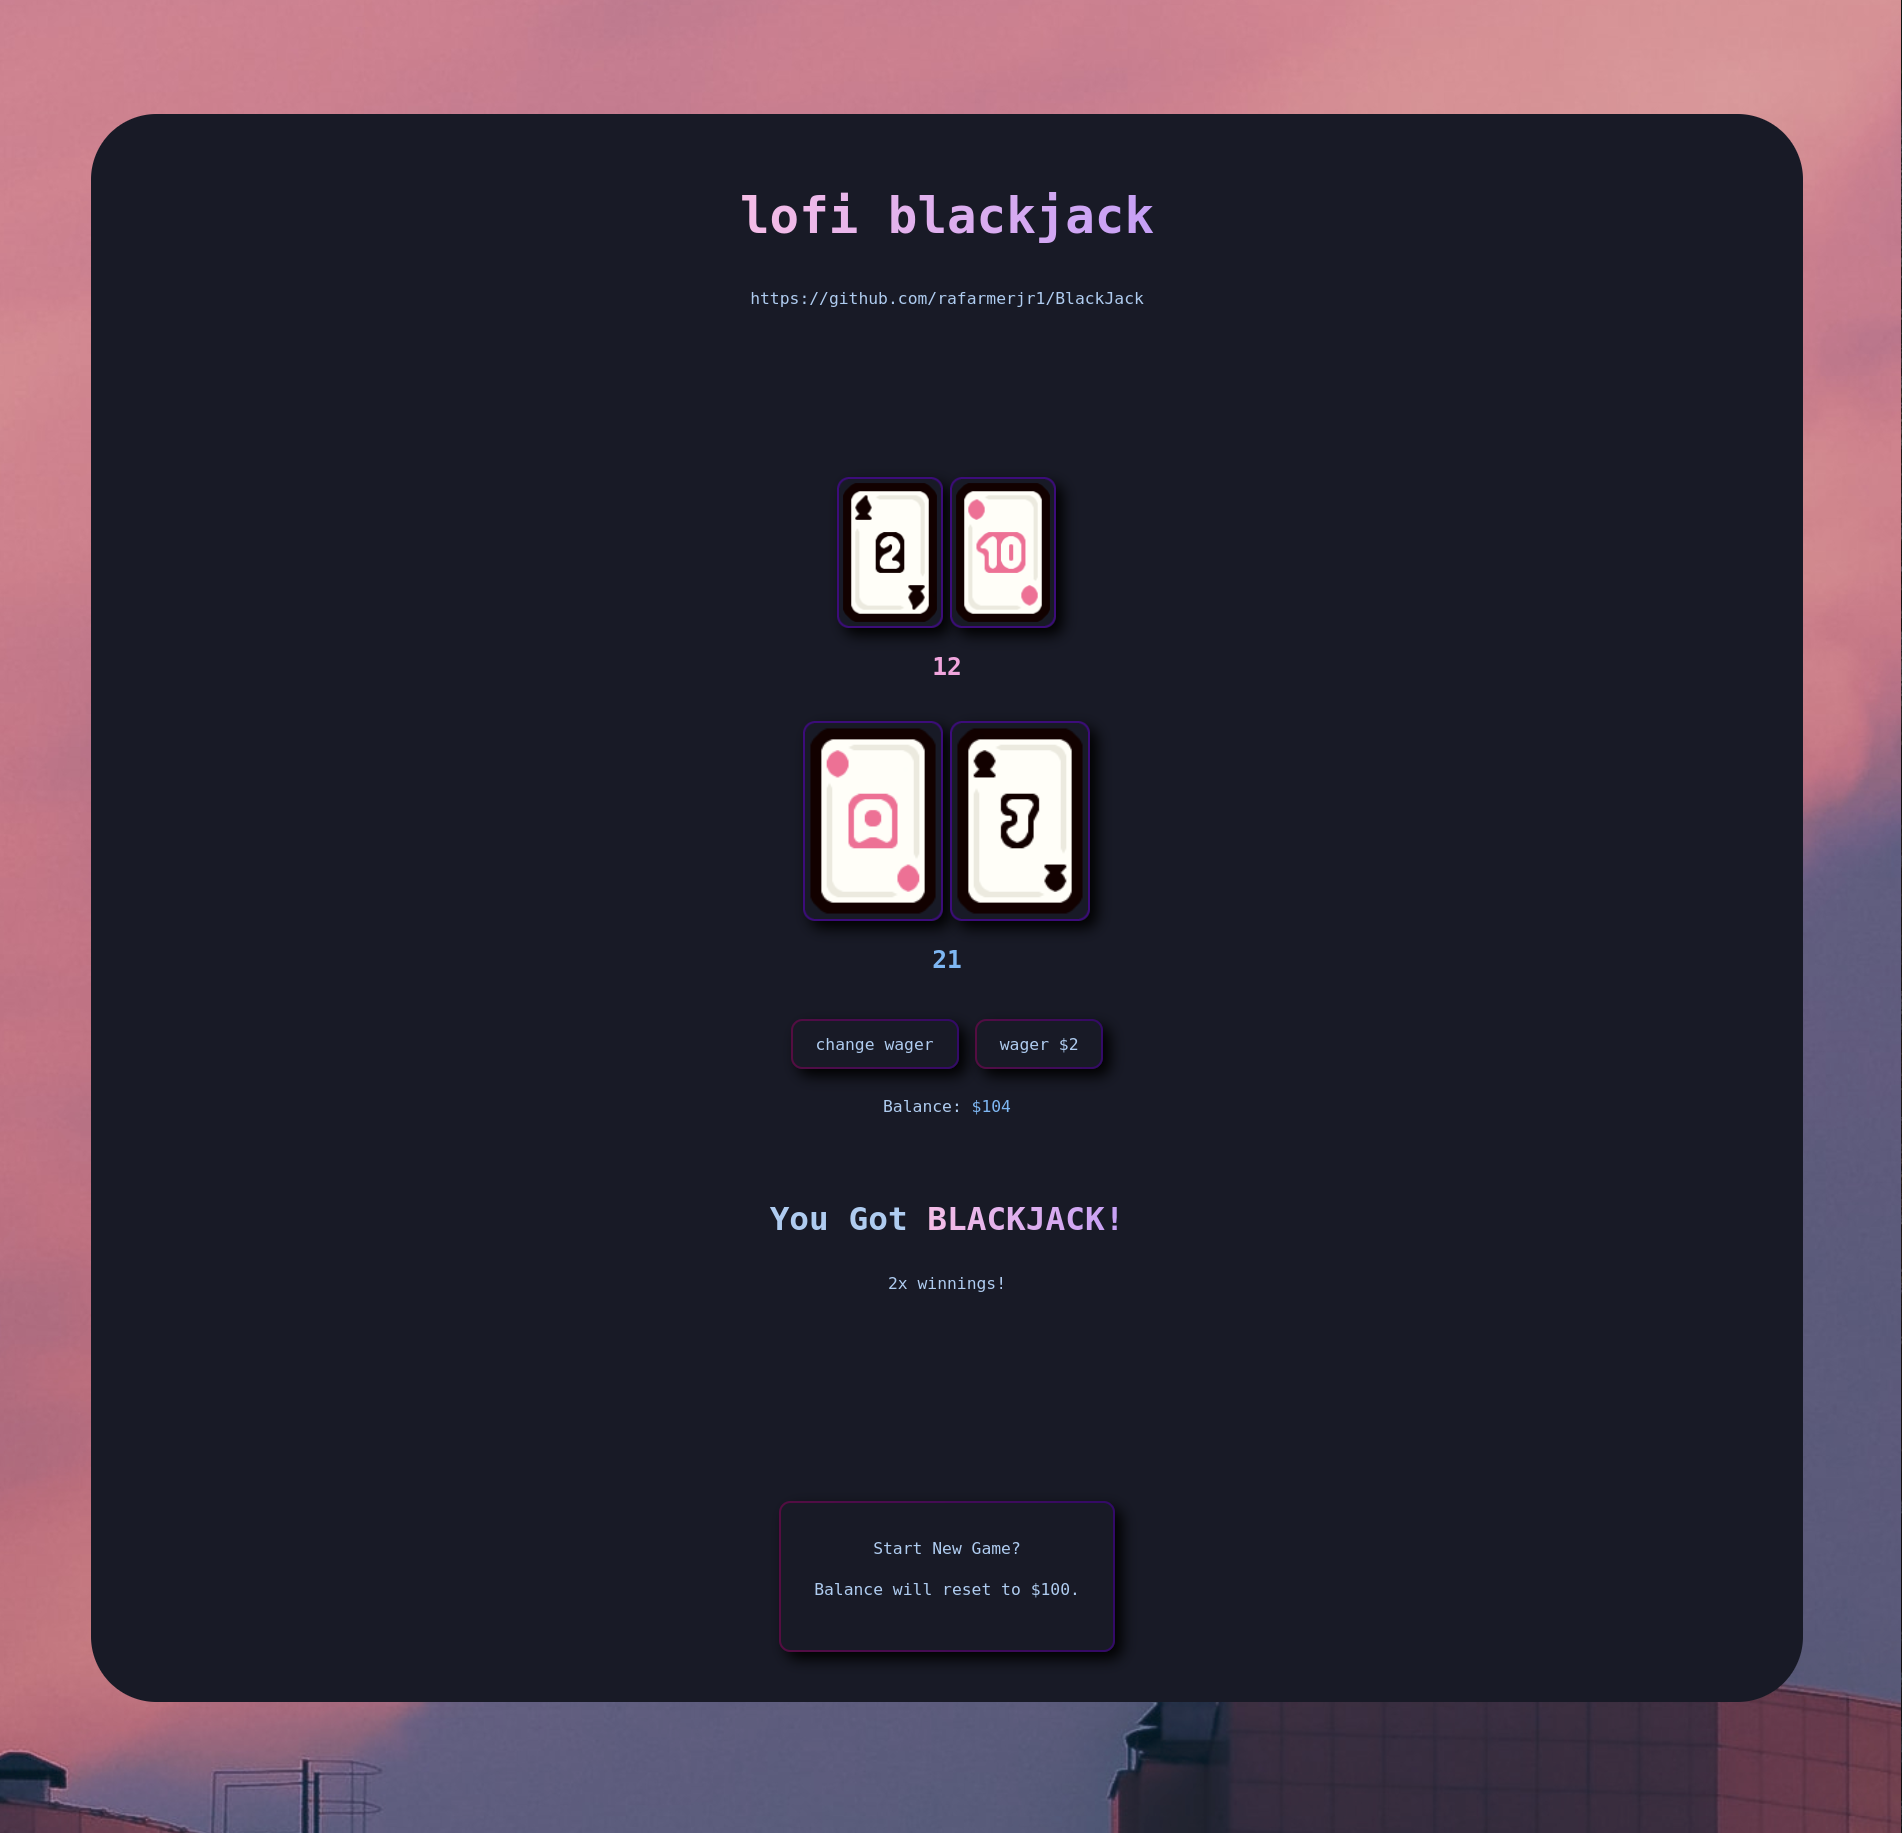 lofi blackjack
https://github.com/rafarmerjr1/BlackJack
2 10
12
A J
21
change wager wager $2
Balance: $104
You Got BLACKJACK!
2x winnings!
Start New Game?
Balance will reset to $100.